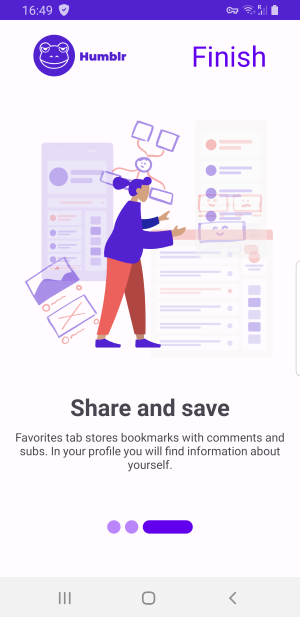 16:49
Humblr
Finish
Share and save
Favorites tab stores bookmarks with comments and
subs. In your profile you will find information about
yourself.